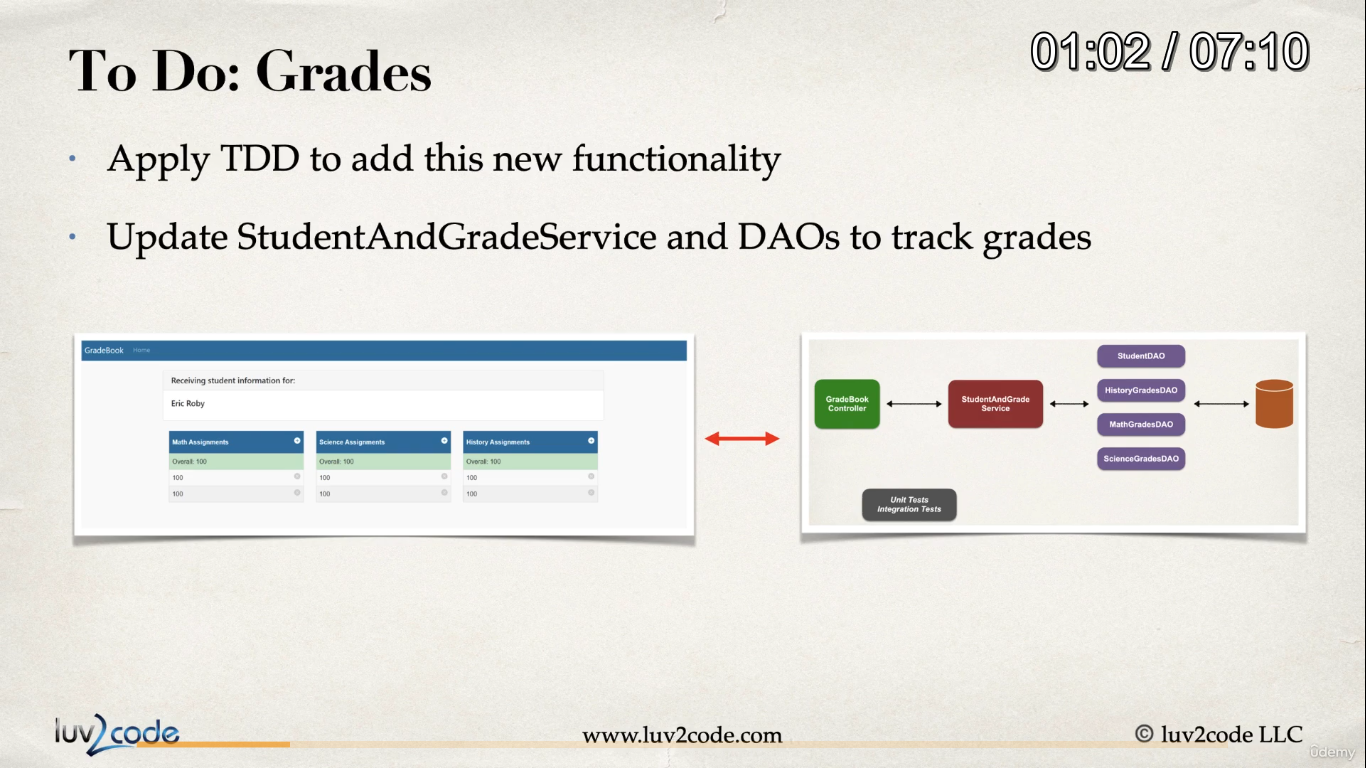 To Do: Grades
01:02 / 07:10
• Apply TDD to add this new functionality
• Update StudentAndGradeService and DAOs to track grades
GradeBook Home
Receiving student information for:
Eric Roby
Math Assignments
Science Assignments
History Assignments
Overall: 100
Overall: 100
Overall: 100
100
100
100
100
100
100
GradeBook
Controller
StudentAndGrade
Service
StudentDAO
HistoryGradesDAO
MathGradesDAO
ScienceGradesDAO
Unit Tests
Integration Tests
luv2code
www.luv2code.com
© luv2code LLC
ûdemy